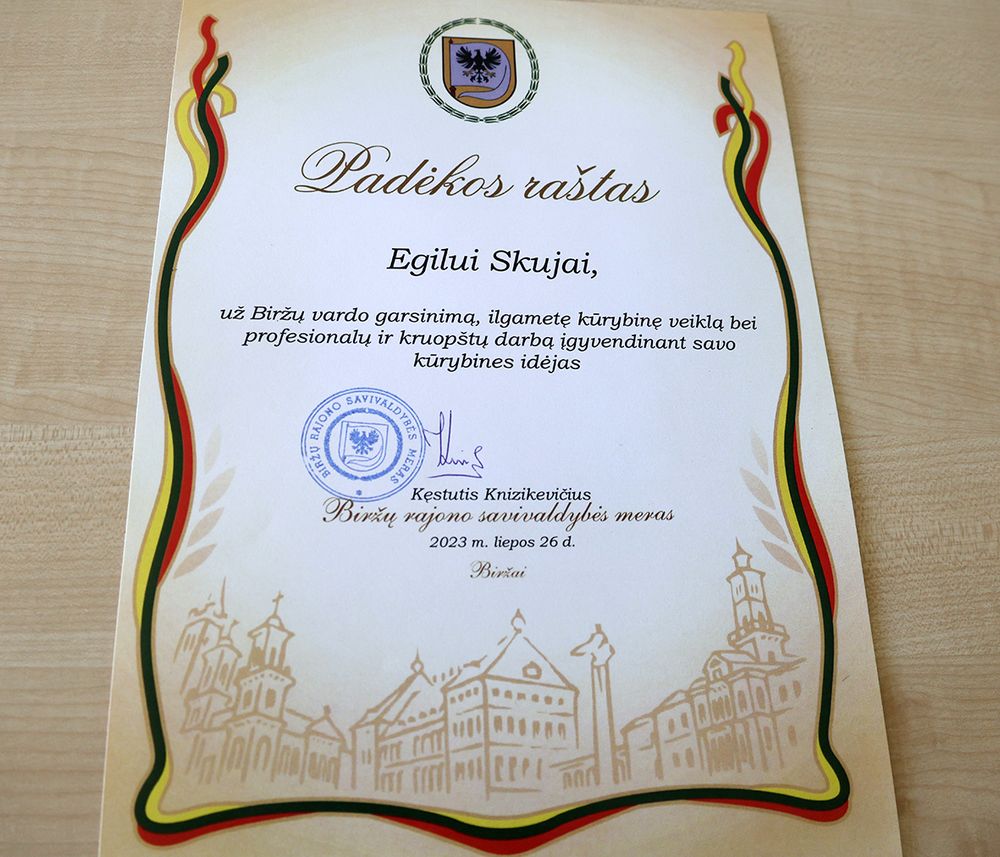 Padėkos raštas
Egilui Skujai,
už Biržų vardo garsinimą, ilgametę kūrybinę veiklą bei
profesionalų ir kruopštų darbą įgyvendinant savo
kūrybines idėjas
BIRŽŲ RAJONO SAVIVALDYBĖS MERAS
Kęstutis Knizikevičius
Biržų rajono savivaldybės meras
2023 m. liepos 26 d.
Biržai